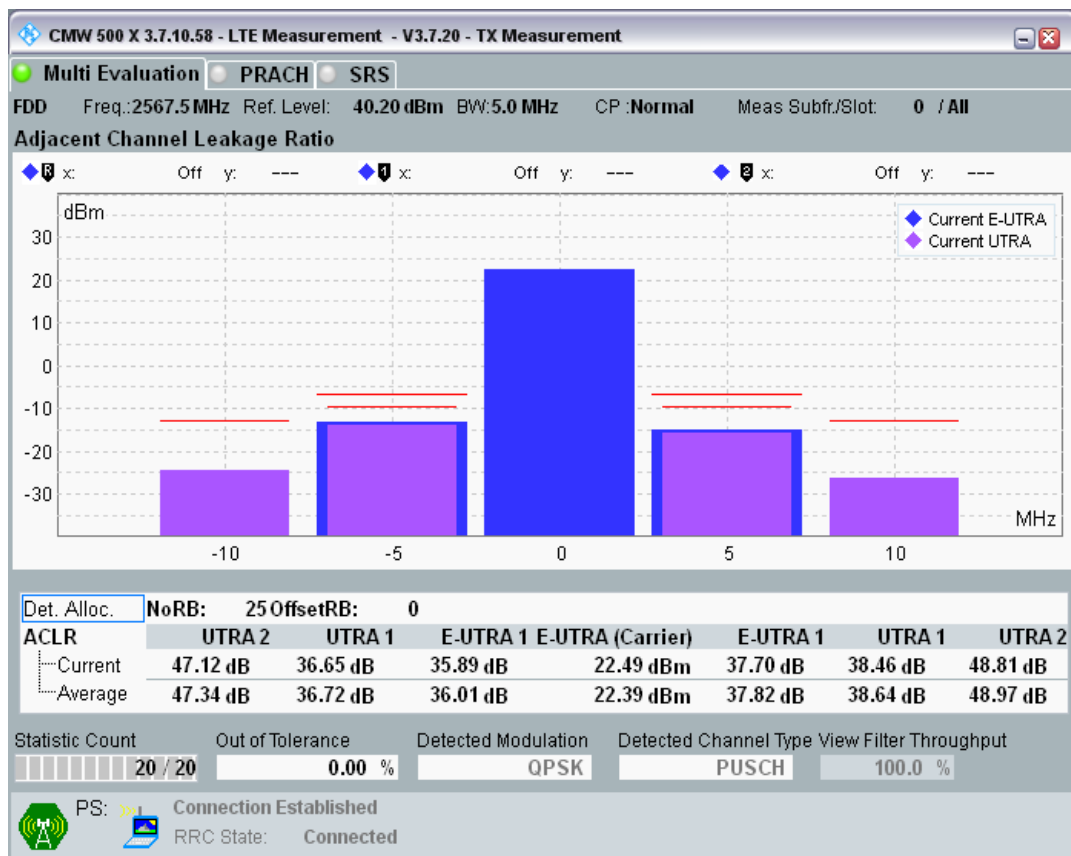 CMW 500 X 3.7.10.58 - LTE Measurement - V3.7.20 - TX Measurement
Multi Evaluation PRACH SRS
FDD Freq.:2567.5 MHz Ref. Level: 40.20 dBm BW:5.0 MHz CP :Normal Meas Subfr./Slot: 0 / All
Adjacent Channel Leakage Ratio
R x: Off y: --- 1 x: Off y: --- 2 x: Off y: ---
dBm
Current E-UTRA
Current UTRA
30
20
10
0
-10
-20
-30
MHz
-10 -5 0 5 10
Det. Alloc. NoRB: 25 OffsetRB: 0
ACLR UTRA 2 UTRA 1 E-UTRA 1 E-UTRA (Carrier) E-UTRA 1 UTRA 1 UTRA 2
Current 47.12 dB 36.65 dB 35.89 dB 22.49 dBm 37.70 dB 38.46 dB 48.81 dB
Average 47.34 dB 36.72 dB 36.01 dB 22.39 dBm 37.82 dB 38.64 dB 48.97 dB
Statistic Count Out of Tolerance Detected Modulation Detected Channel Type View Filter Throughput
20 / 20 0.00 % QPSK PUSCH 100.0 %
PS: Connection Established
RRC State: Connected